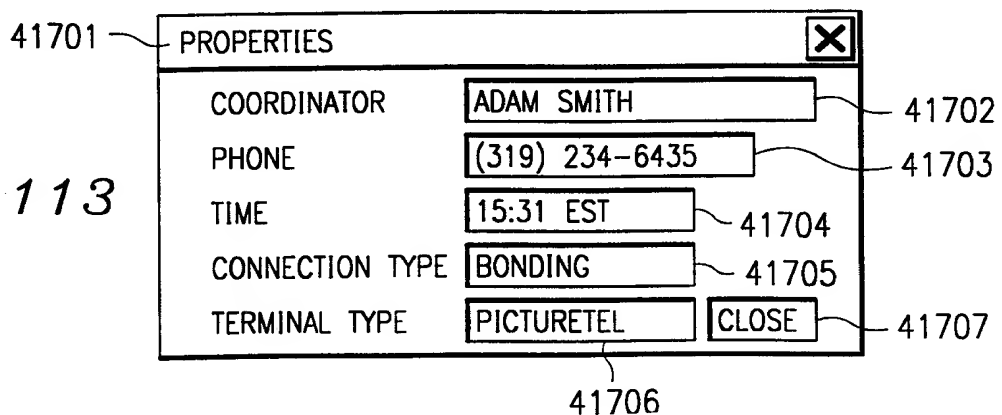 41701 PROPERTIES
COORDINATOR ADAM SMITH 41702
PHONE (319) 234-6435 41703
113
TIME 15:31 EST 41704
CONNECTION TYPE BONDING 41705
TERMINAL TYPE PICTURETEL CLOSE 41707
41706